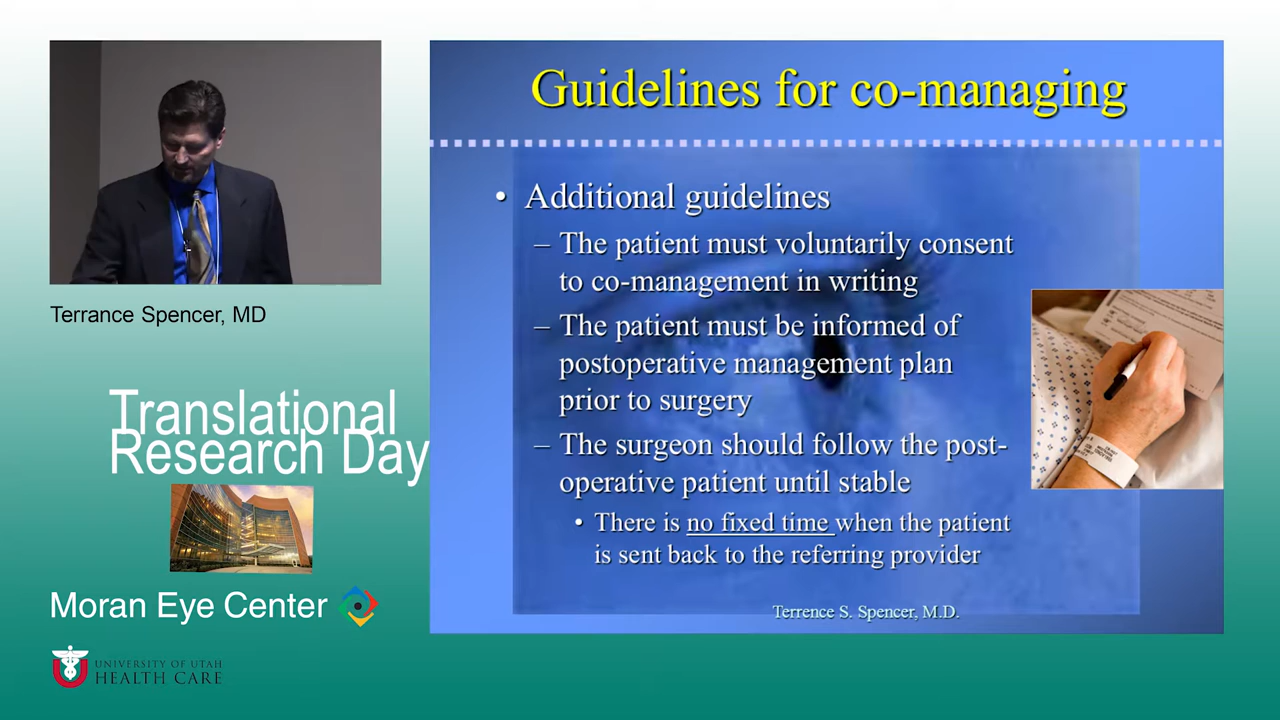 Terrance Spencer, MD
Translational
Research Day
Moran Eye Center
UNIVERSITY OF UTAH
HEALTH CARE
Guidelines for co-managing
• Additional guidelines
– The patient must voluntarily consent
to co-management in writing
– The patient must be informed of
postoperative management plan
prior to surgery
– The surgeon should follow the post-
operative patient until stable
• There is no fixed time when the patient
is sent back to the referring provider
Terrence S. Spencer, M.D.